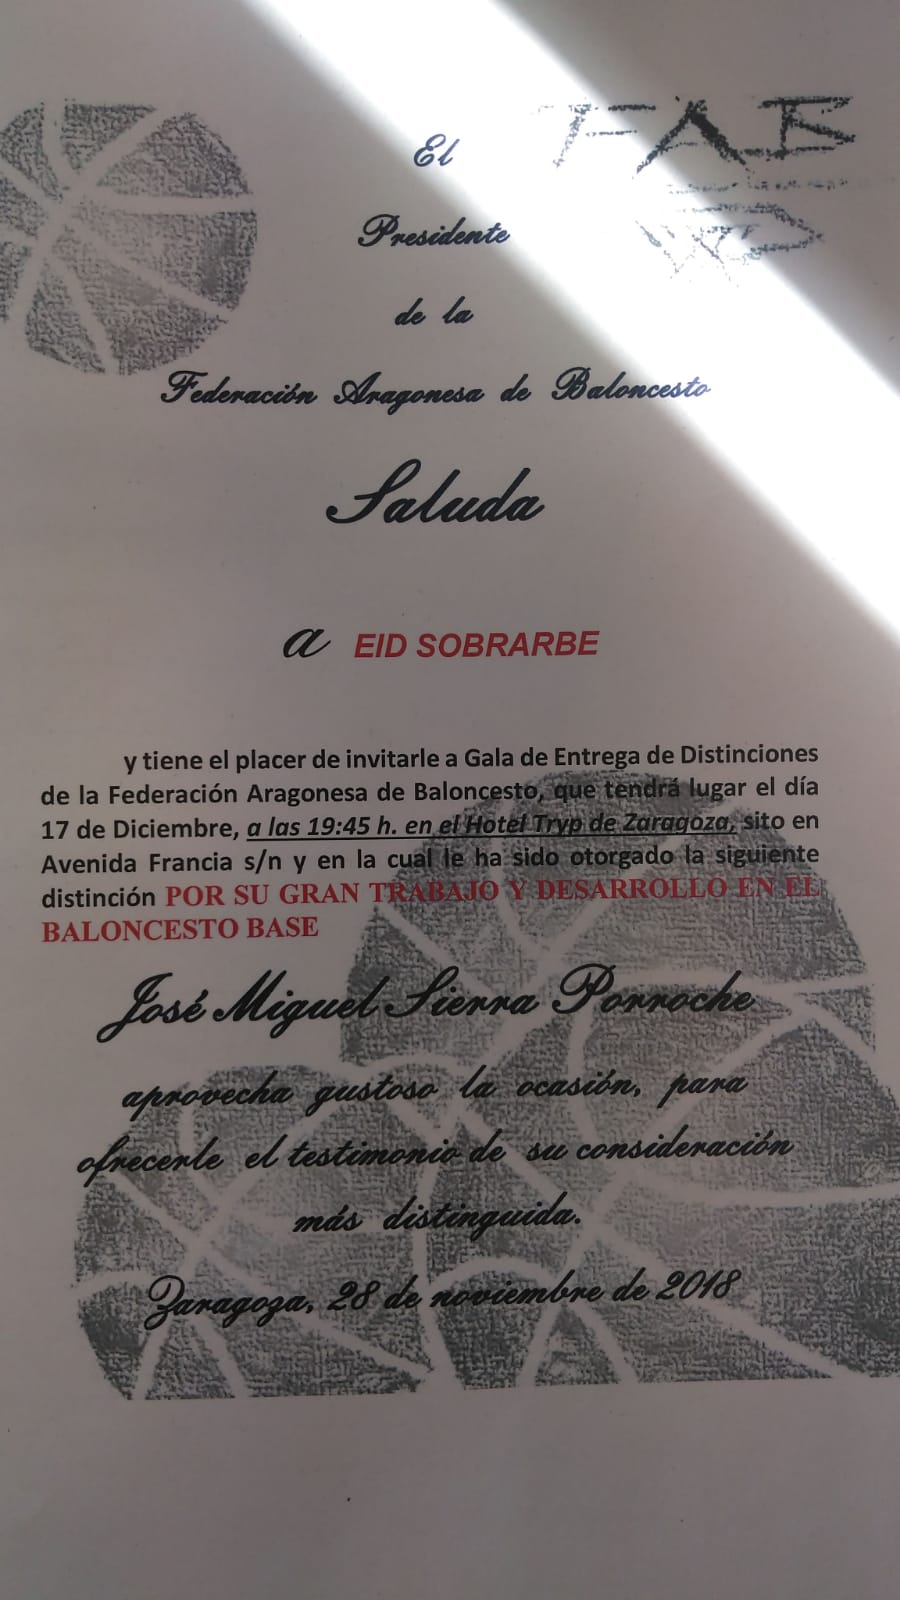 El
FAB
Presidente
de la
Federación Aragonesa de Baloncesto
Saluda
a EID SOBRARBE
y tiene el placer de invitarle a Gala de Entrega de Distinciones
de la Federación Aragonesa de Baloncesto, que tendrá lugar el día
17 de Diciembre, a las 19:45 h. en el Hotel Tryp de Zaragoza, sito en
Avenida Francia s/n y en la cual le ha sido otorgado la siguiente
distinción POR SU GRAN TRABAJO Y DESARROLLO EN EL
BALONCESTO BASE
José Miguel Sierra Porroche
aprovecha gustoso la ocasión, para
ofrecerle el testimonio de su consideración
más distinguida.
Zaragoza, 28 de noviembre de 2018